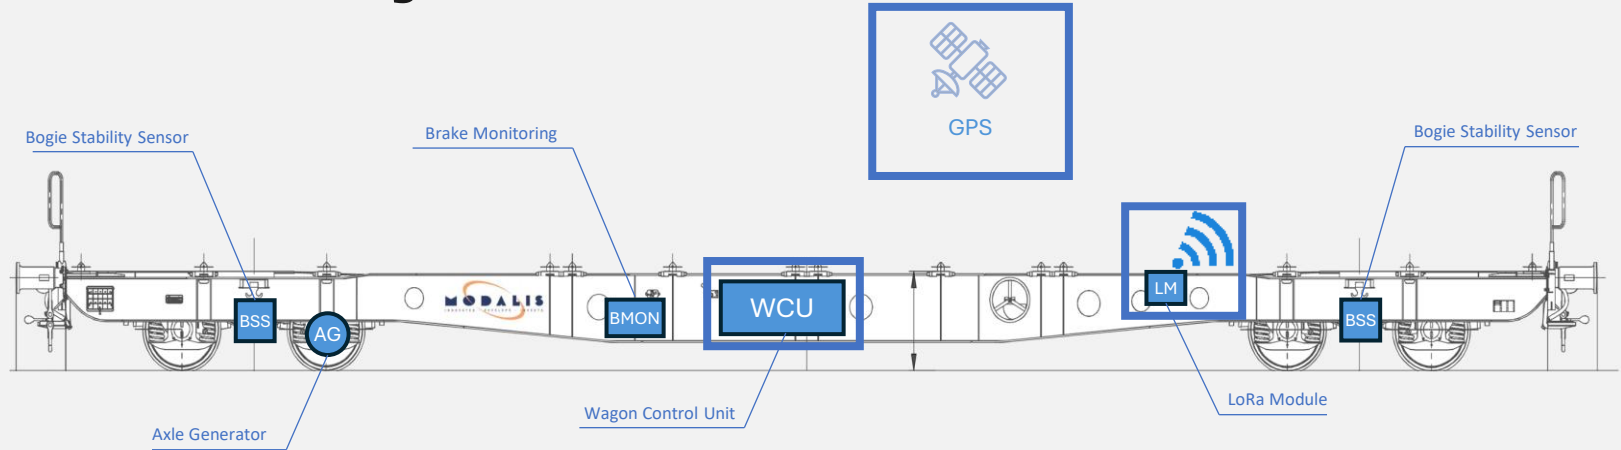 GPS
Bogie Stability Sensor
Brake Monitoring
Bogie Stability Sensor
MODALIS
BSS
AG
BMON
WCU
LM
BSS
Axle Generator
Wagon Control Unit
LoRa Module